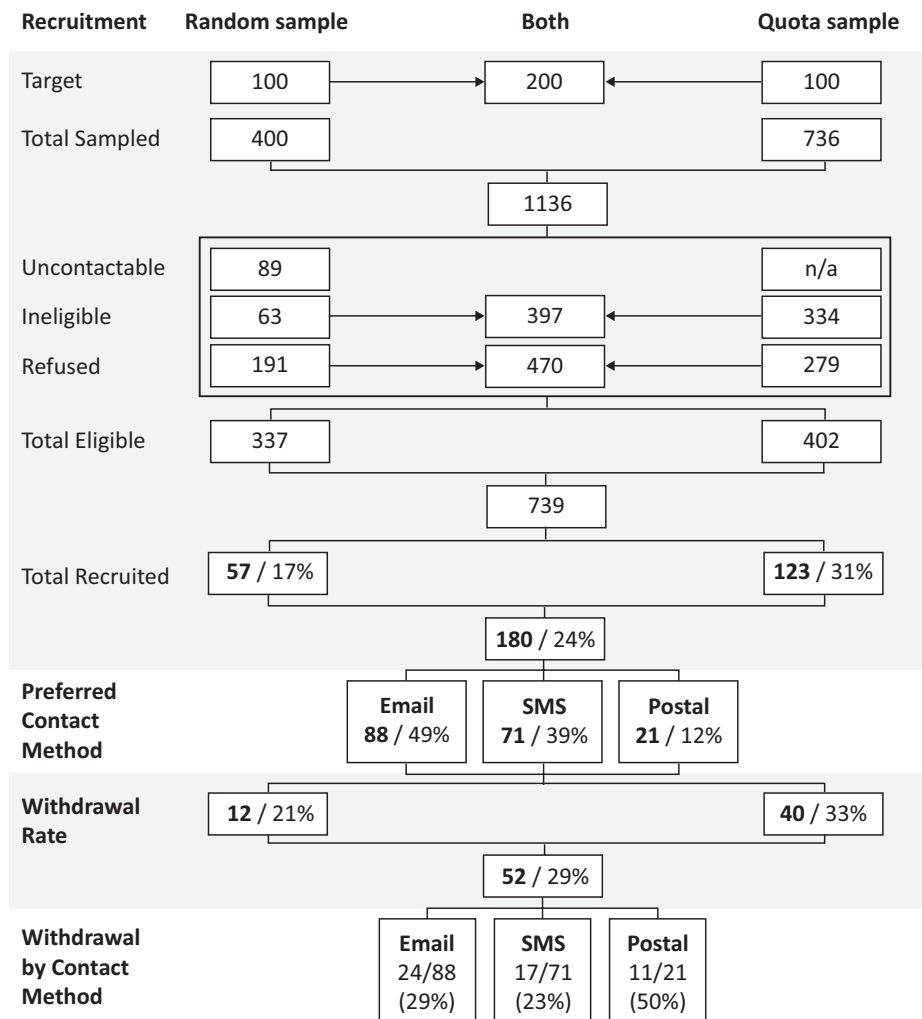 Recruitment Random sample Both Quota sample
Target 100 200 100
Total Sampled 400 736
1136
Uncontactable 89 n/a
Ineligible 63 397 334
Refused 191 470 279
Total Eligible 337 402
739
Total Recruited 57 / 17% 123 / 31%
180 / 24%
Preferred
Contact
Method
Email
88 / 49%
SMS
71 / 39%
Postal
21 / 12%
Withdrawal
Rate
12 / 21% 40 / 33%
52 / 29%
Withdrawal
by Contact
Method
Email
24/88
(29%)
SMS
17/71
(23%)
Postal
11/21
(50%)